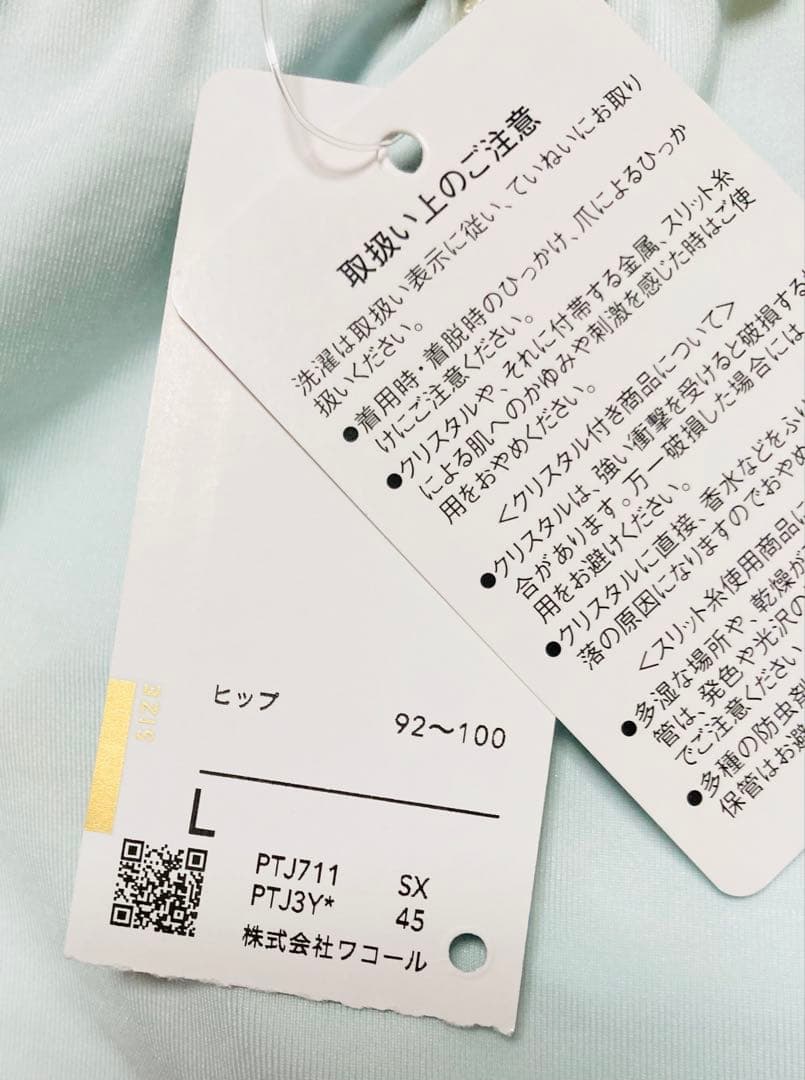 取扱い上のご注意
洗濯は取扱い表示に従い、ていねいにお取り
扱いください。
●着用時・着脱時のひっかけ、爪によるひっか
けにご注意ください。
●クリスタルや、それに付帯する金属、スリット糸
による肌へのかゆみや刺激を感じた時はご使
用をおやめください。
<クリスタル付き商品について>
●クリスタルは、強い衝撃を受けると破損する
合があります。万一破損した場合には
用をお避けください。
●クリスタルに直接、香水などをふり
落の原因になりますのでおやめ
<スリット糸使用商品に
●多湿な場所や、乾燥が
管は、発色や光沢の
でご注意ください
●多種の防虫剤
保管はお避
SIZE
ヒップ
92〜100
L
PTJ711 SX
PTJ3Y* 45
株式会社ワコール